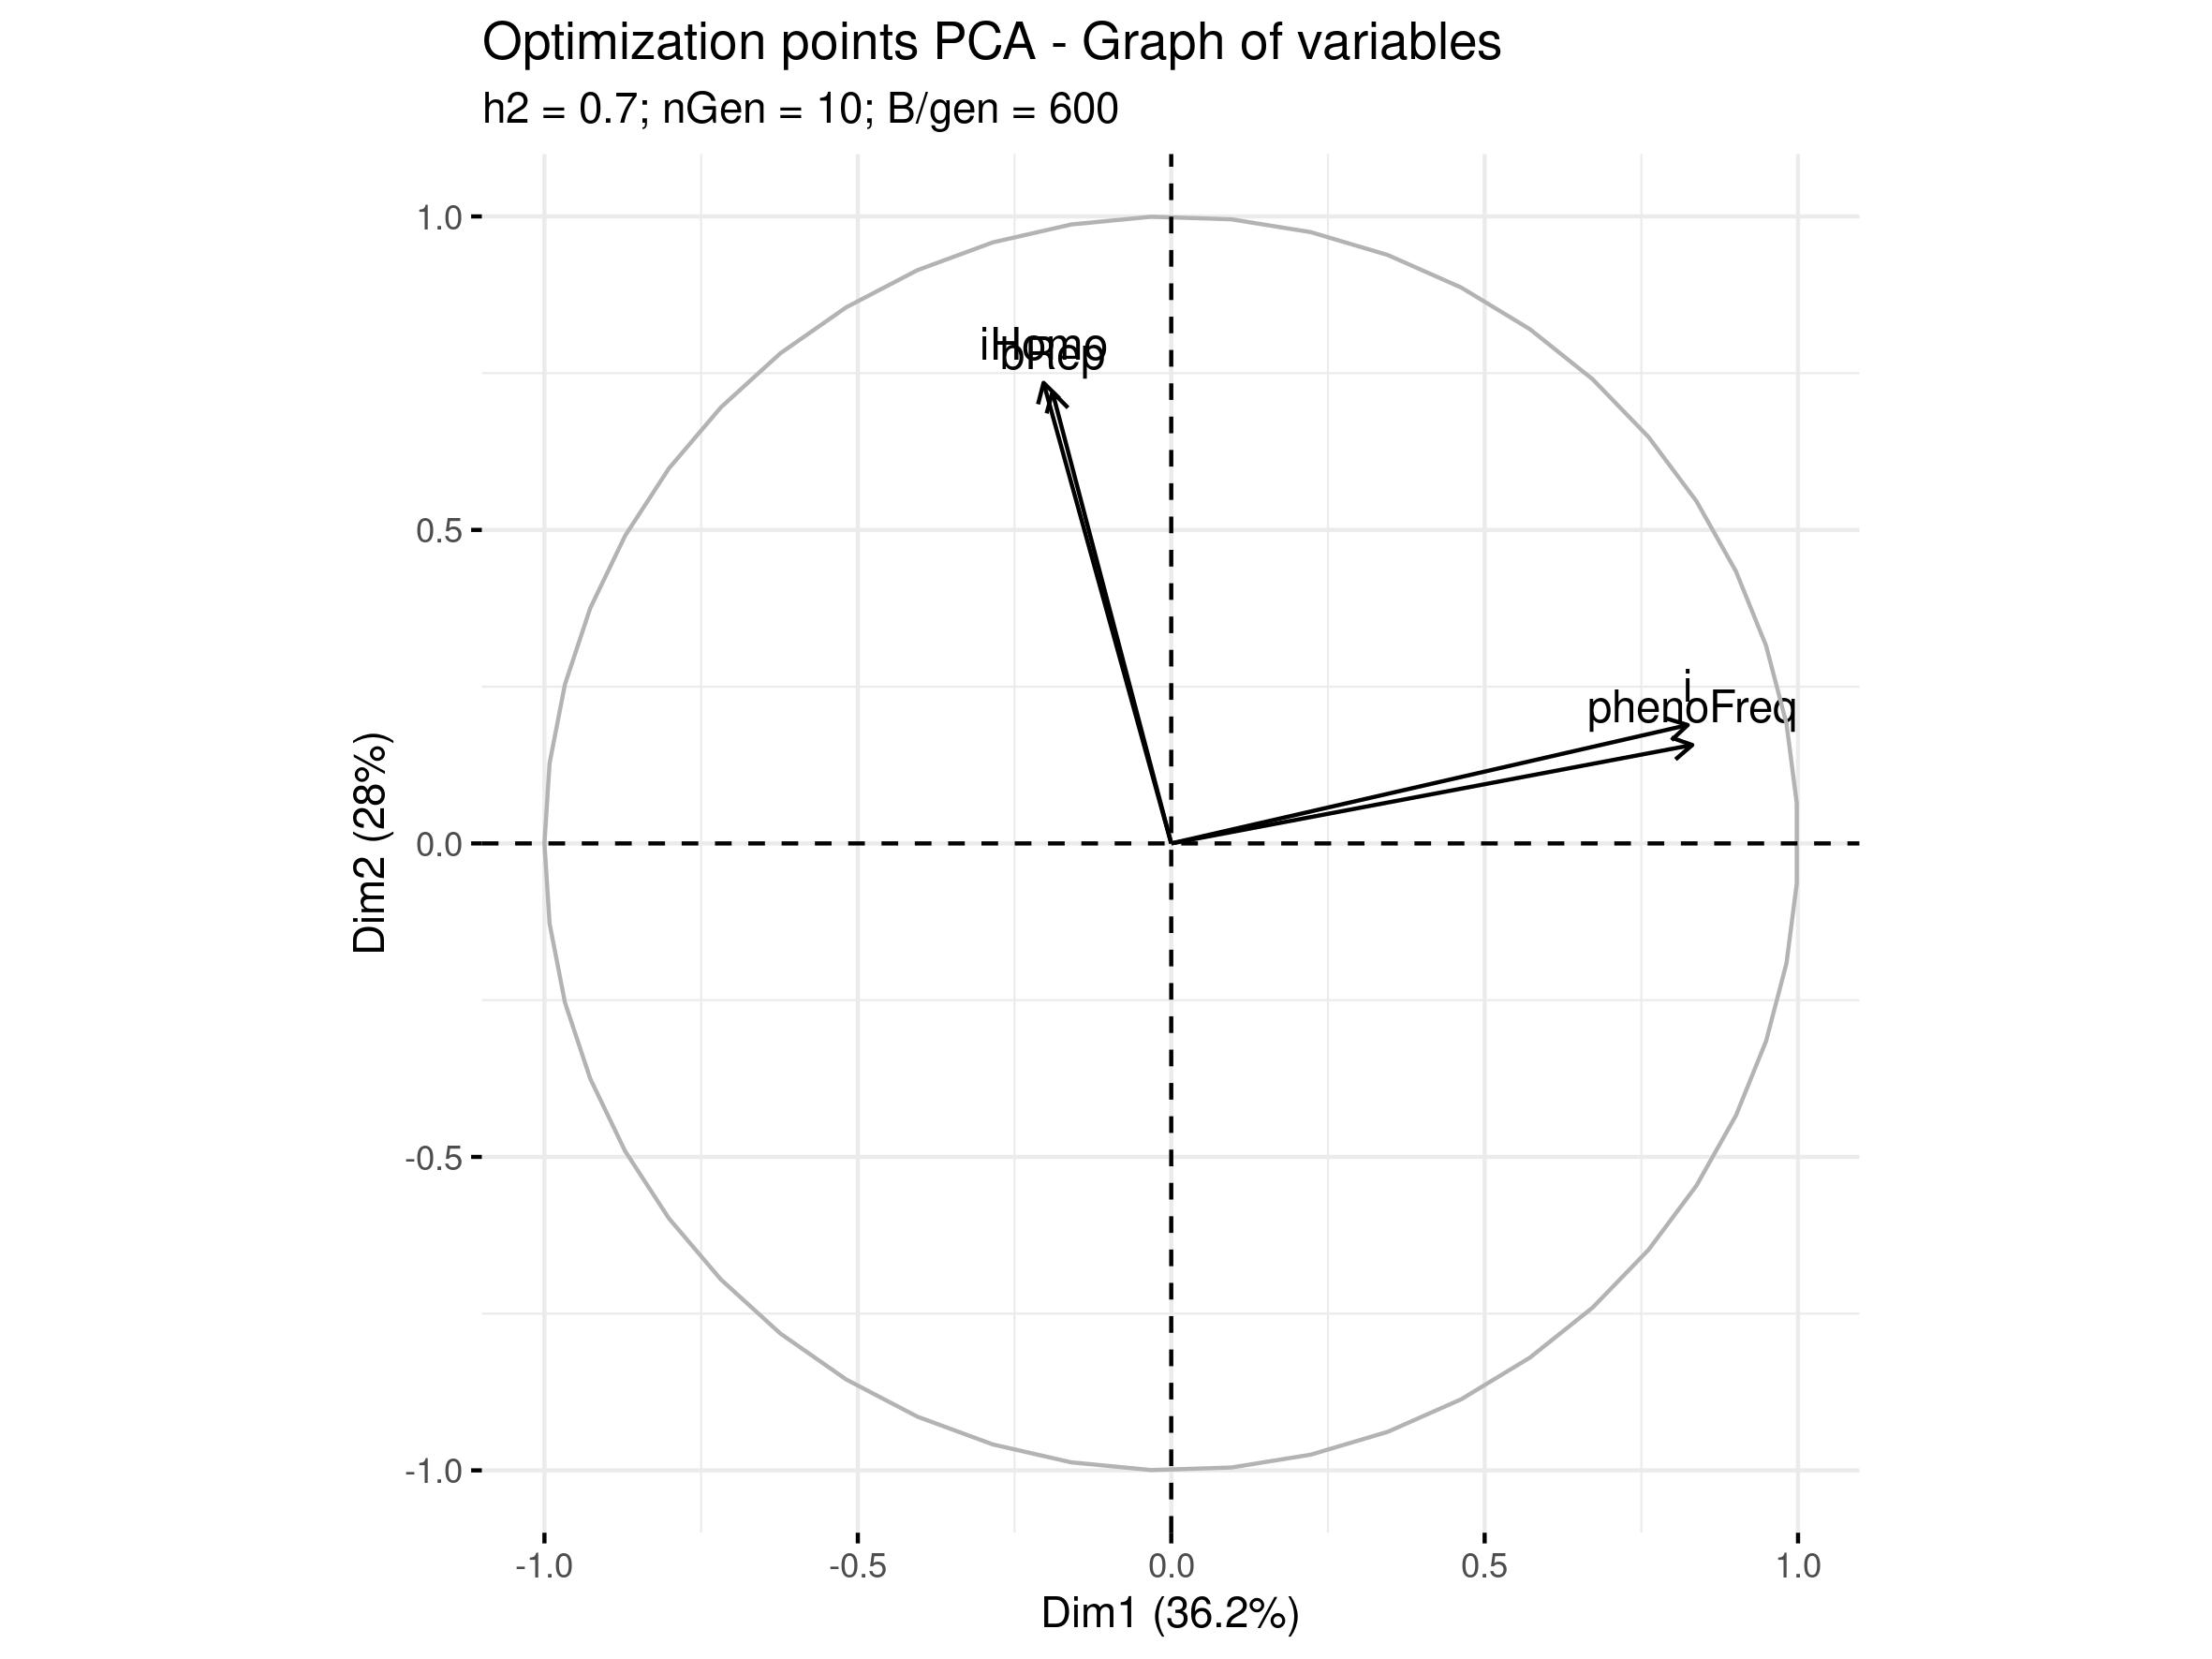 Optimization points PCA - Graph of variables
h2 = 0.7; nGen = 10; B/gen = 600
1.0
iHomo
bRep
0.5
i
phenoFreq
0.0
Dim2 (28%)
-0.5
-1.0
-1.0
-0.5
0.0
0.5
1.0
Dim1 (36.2%)